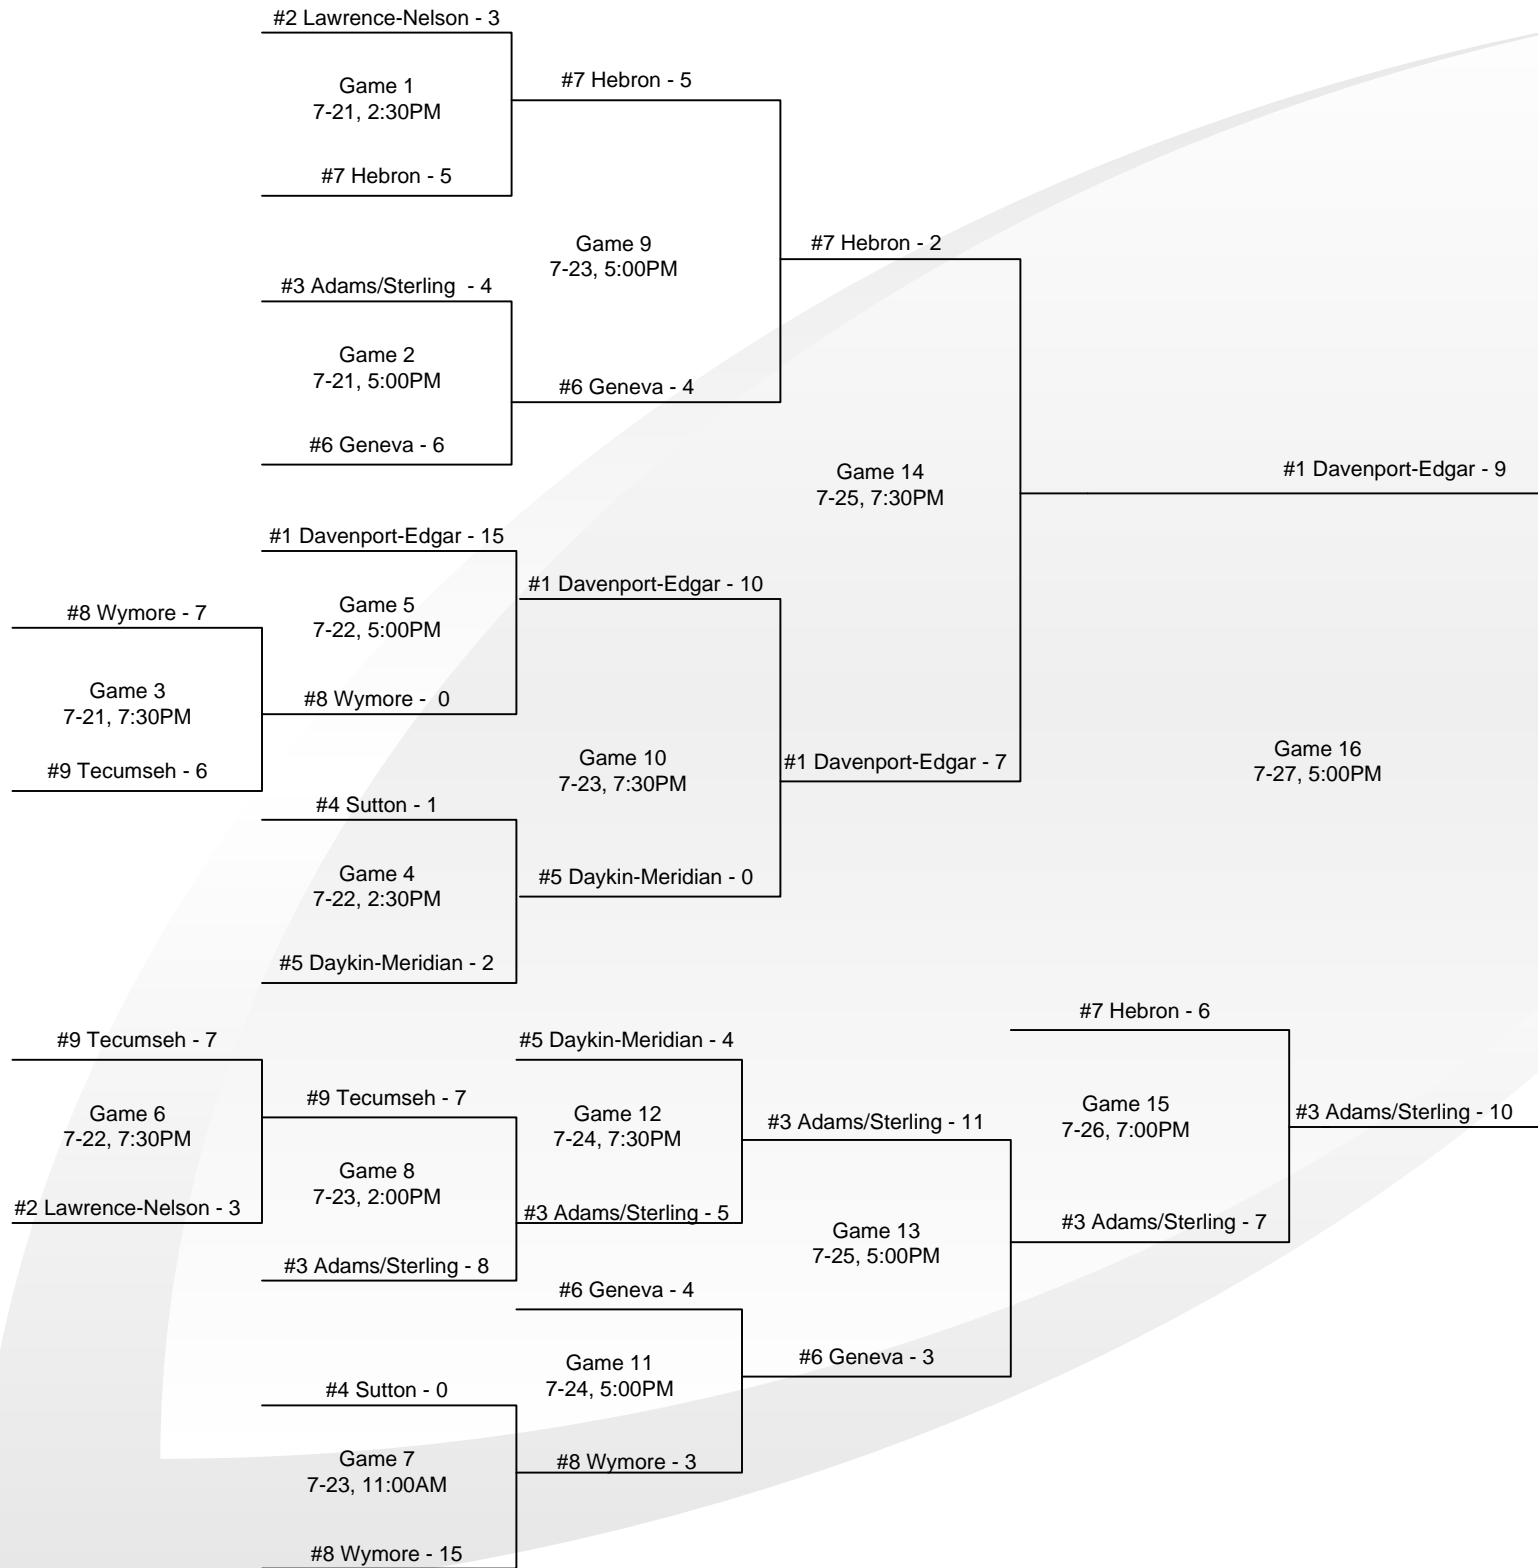 #2 Lawrence-Nelson - 3
Game 1
7-21, 2:30PM
#7 Hebron - 5
#7 Hebron - 5
Game 9
7-23, 5:00PM
#3 Adams/Sterling - 4
Game 2
7-21, 5:00PM
#6 Geneva - 6
#6 Geneva - 4
#7 Hebron - 2
Game 14
7-25, 7:30PM
#1 Davenport-Edgar - 9
#1 Davenport-Edgar - 15
Game 5
7-22, 5:00PM
#8 Wymore - 7
Game 3
7-21, 7:30PM
#9 Tecumseh - 6
#8 Wymore - 0
#1 Davenport-Edgar - 10
Game 10
7-23, 7:30PM
#1 Davenport-Edgar - 7
Game 16
7-27, 5:00PM
#4 Sutton - 1
Game 4
7-22, 2:30PM
#5 Daykin-Meridian - 2
#5 Daykin-Meridian - 0
#9 Tecumseh - 7
Game 6
7-22, 7:30PM
#2 Lawrence-Nelson - 3
#9 Tecumseh - 7
Game 8
7-23, 2:00PM
#3 Adams/Sterling - 8
#5 Daykin-Meridian - 4
Game 12
7-24, 7:30PM
#3 Adams/Sterling - 5
#3 Adams/Sterling - 11
Game 13
7-25, 5:00PM
#7 Hebron - 6
Game 15
7-26, 7:00PM
#3 Adams/Sterling - 7
#3 Adams/Sterling - 10
#6 Geneva - 4
Game 11
7-24, 5:00PM
#6 Geneva - 3
#4 Sutton - 0
Game 7
7-23, 11:00AM
#8 Wymore - 3
#8 Wymore - 15